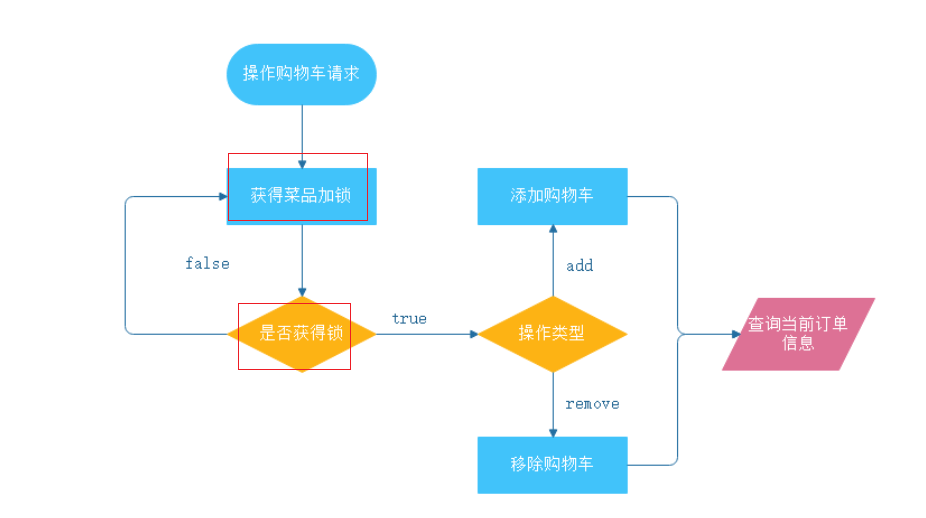 操作购物车请求
获得菜品加锁
添加购物车
false
add
是否获得锁
true
操作类型
查询当前订单
信息
remove
移除购物车